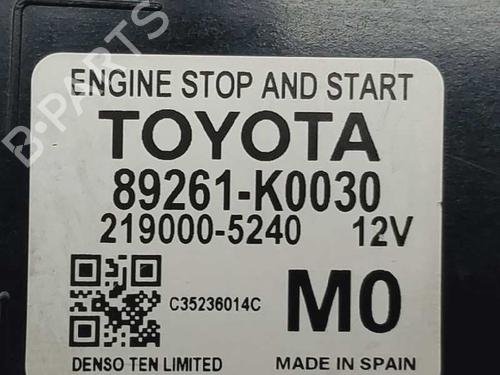 B-PARTS
ENGINE STOP AND START
TOYOTA
89261-K0030
219000-5240 12V
C35236014C M0
DENSO TEN LIMITED MADE IN SPAIN